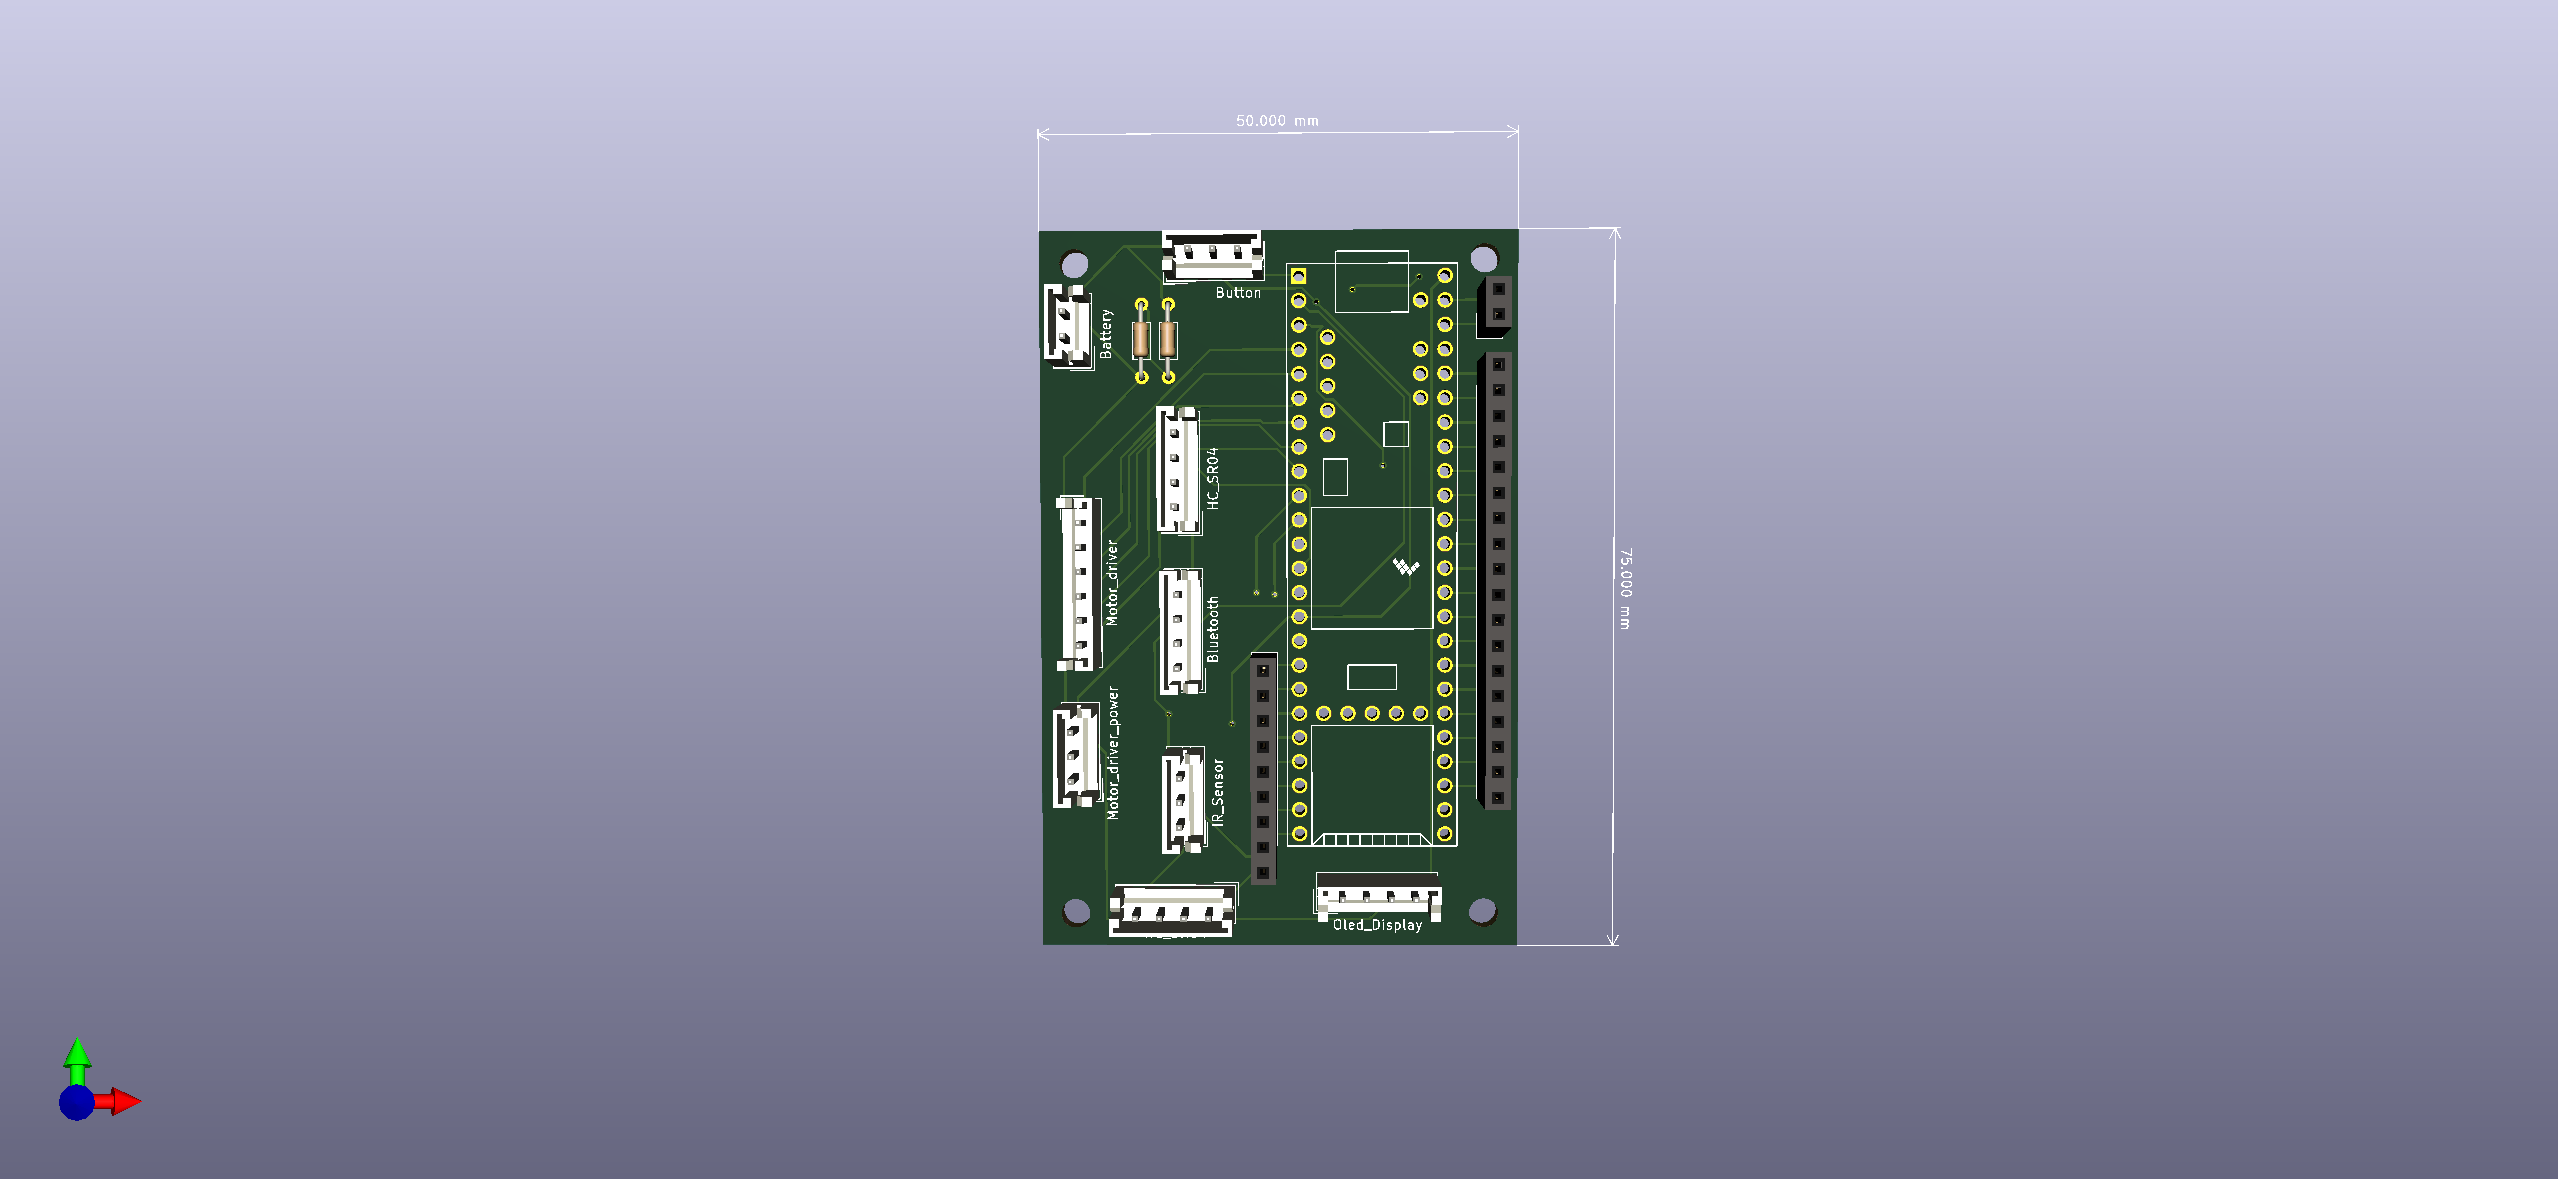 50.000 mm
Button
Battery
HC_SR04
75.000 mm
Motor_driver
Bluetooth
Motor_driver_power
IR_Sensor
Oled_Display